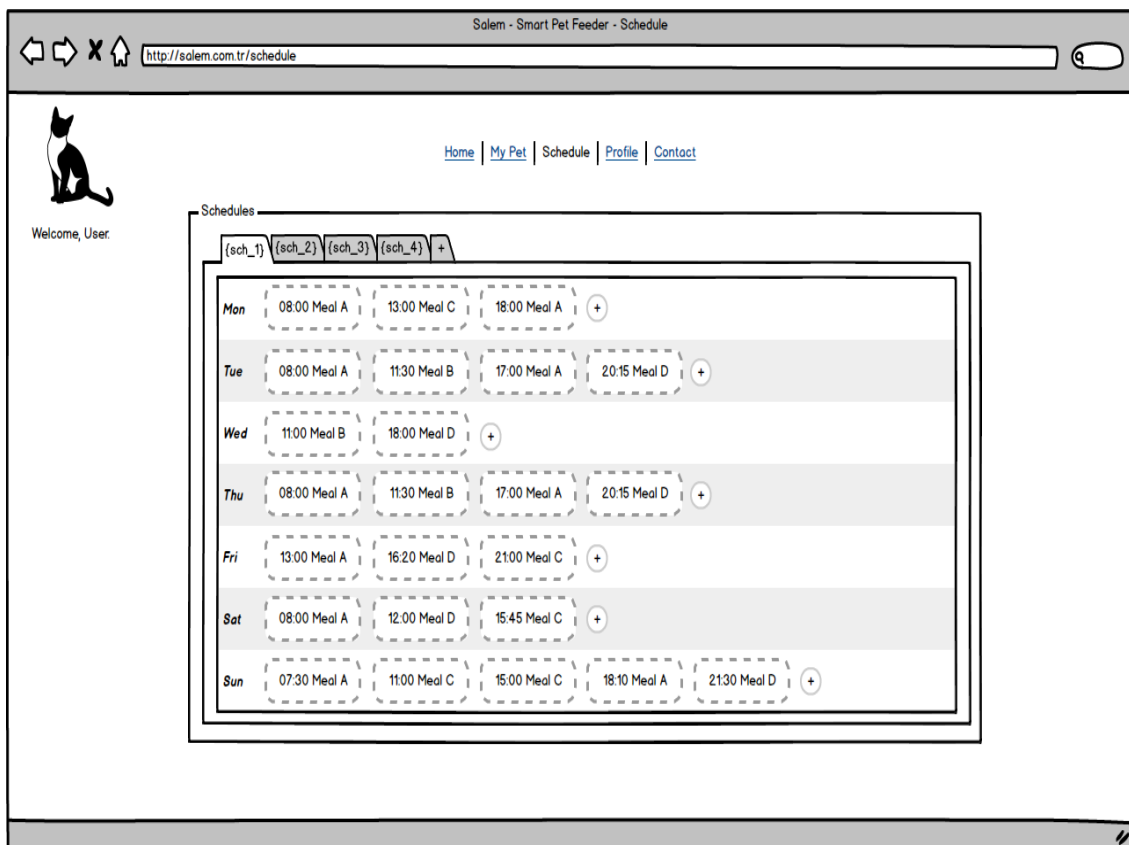 Salem - Smart Pet Feeder - Schedule
http://salem.com.tr/schedule
Home | My Pet | Schedule | Profile | Contact
Welcome, User.
Schedules
{sch_1} {sch_2} {sch_3} {sch_4} +
Mon 08:00 Meal A 13:00 Meal C 18:00 Meal A +
Tue 08:00 Meal A 11:30 Meal B 17:00 Meal A 20:15 Meal D +
Wed 11:00 Meal B 18:00 Meal D +
Thu 08:00 Meal A 11:30 Meal B 17:00 Meal A 20:15 Meal D +
Fri 13:00 Meal A 16:20 Meal D 21:00 Meal C +
Sat 08:00 Meal A 12:00 Meal D 15:45 Meal C +
Sun 07:30 Meal A 11:00 Meal C 15:00 Meal C 18:10 Meal A 21:30 Meal D +